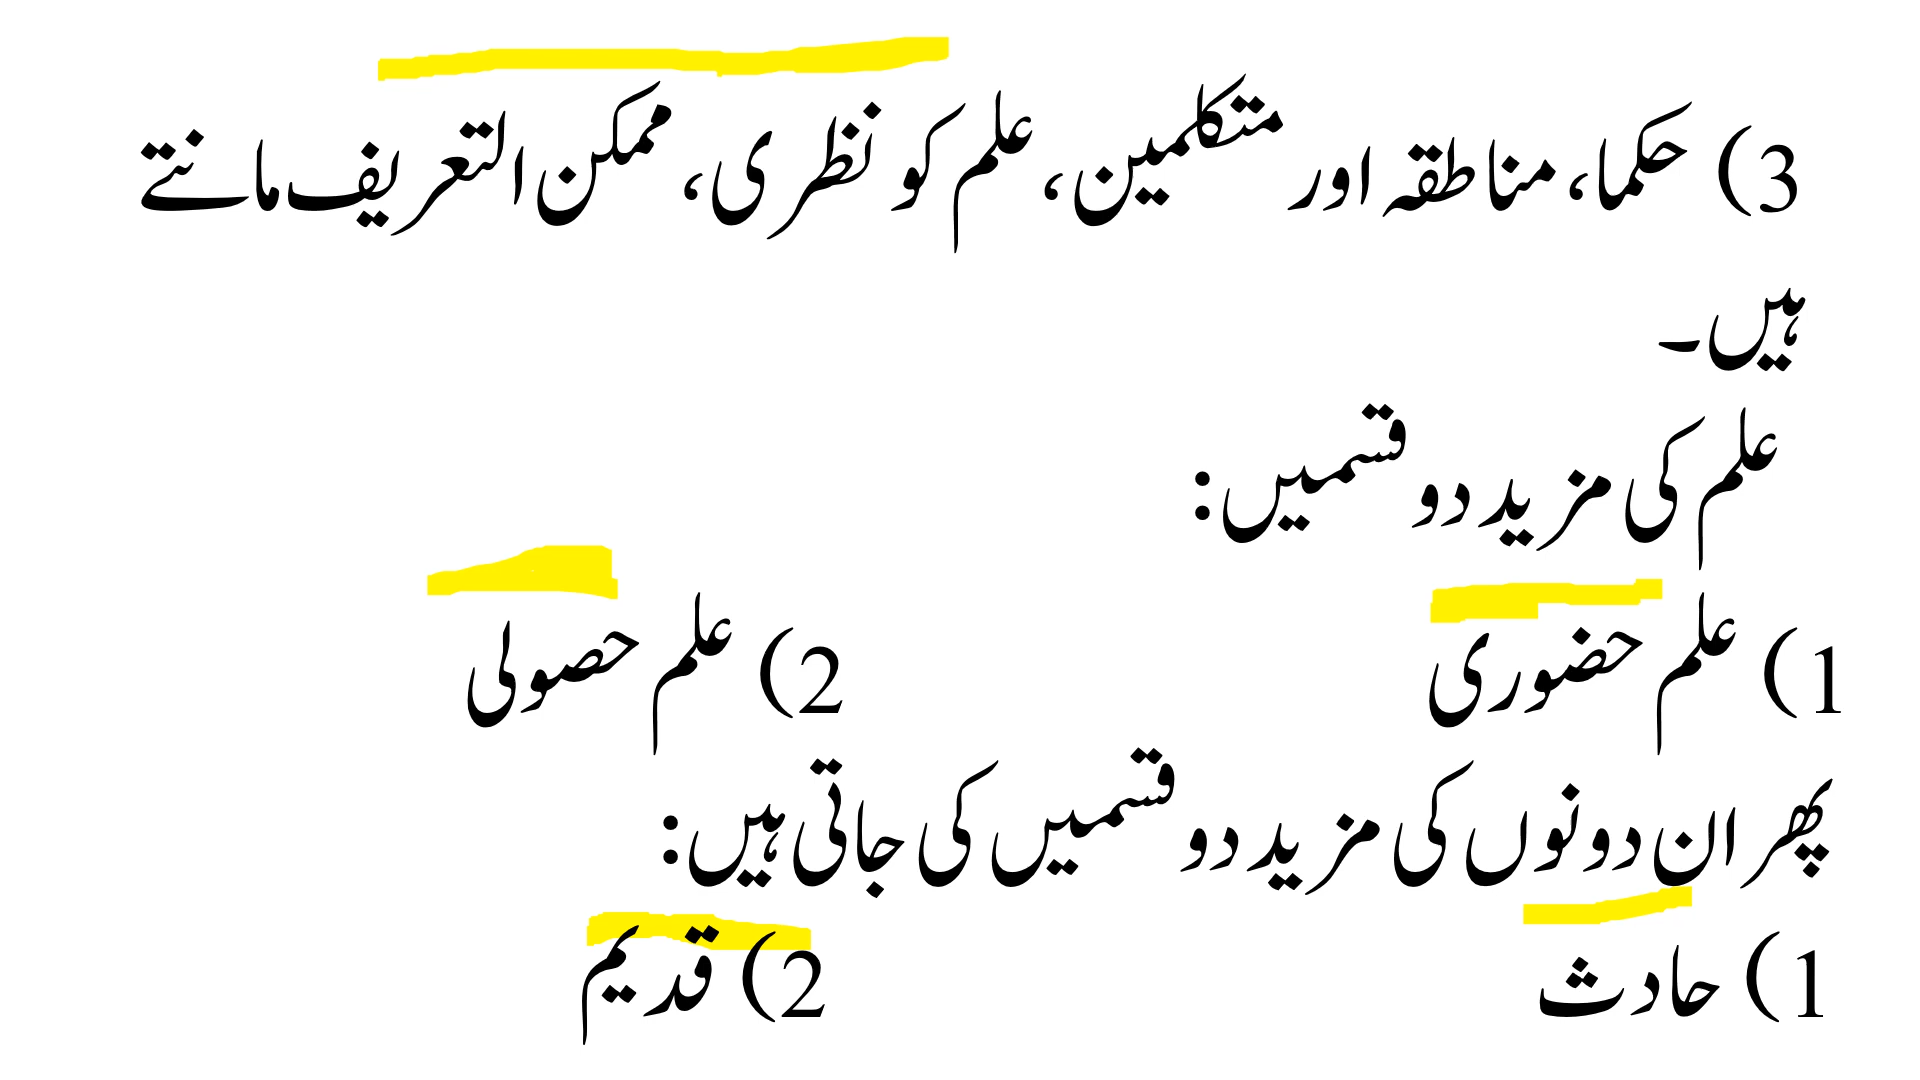 3) حکما، مناطقہ اور متکلمین، علم کو نظری، ممکن التعریف مانتے
ہیں۔
علم کی مزید دو قسمیں:
1) علم حضوری 2) علم حصولی
پھر ان دونوں کی مزید دو قسمیں کی جاتی ہیں:
1) حادث 2) قدیم